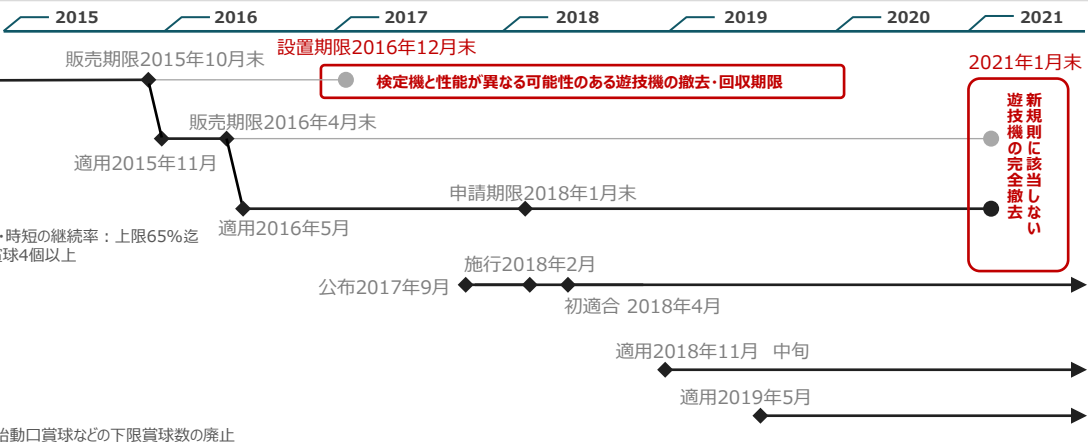 2015 2016 2017 2018 2019 2020 2021
設置期限2016年12月末
販売期限2015年10月末
2021年1月末
検定機と性能が異なる可能性のある遊技機の撤去・回収期限
新規則に該当しない
遊技機の完全撤去
販売期限2016年4月末
適用2015年11月
申請期限2018年1月末
適用2016年5月
・時短の継続率：上限65%迄
賞球4個以上
施行2018年2月
公布2017年9月
初適合 2018年4月
適用2018年11月 中旬
適用2019年5月
始動口賞球などの下限賞球数の廃止